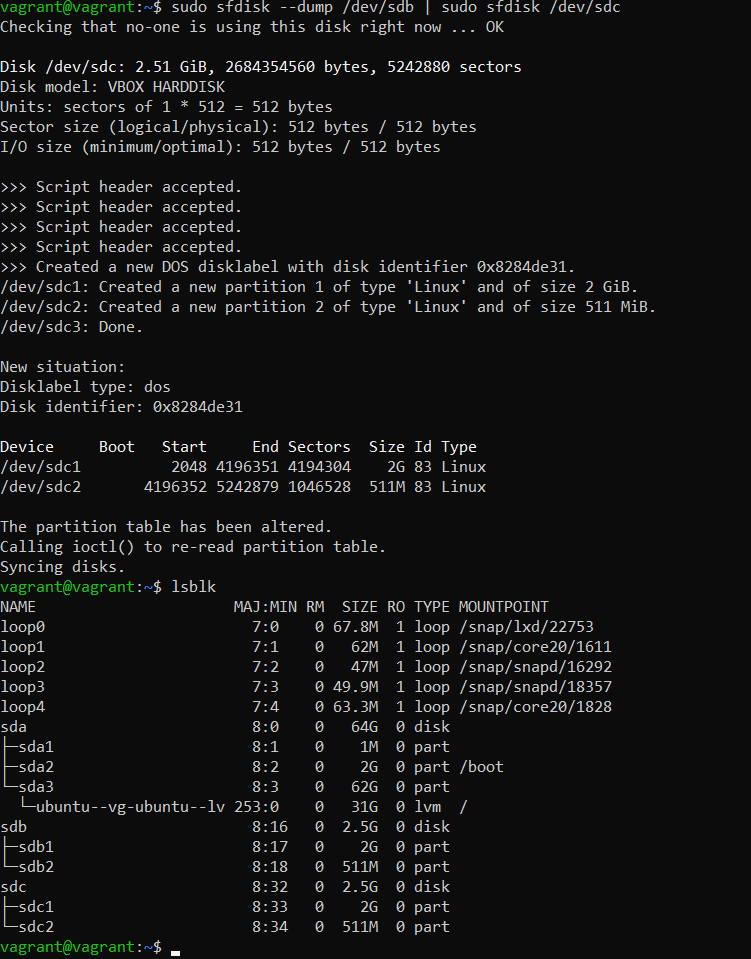 vagrant@vagrant:~$ sudo sfdisk --dump /dev/sdb | sudo sfdisk /dev/sdc
Checking that no-one is using this disk right now ... OK

Disk /dev/sdc: 2.51 GiB, 2684354560 bytes, 5242880 sectors
Disk model: VBOX HARDDISK
Units: sectors of 1 * 512 = 512 bytes
Sector size (logical/physical): 512 bytes / 512 bytes
I/O size (minimum/optimal): 512 bytes / 512 bytes

>>> Script header accepted.
>>> Script header accepted.
>>> Script header accepted.
>>> Script header accepted.
>>> Created a new DOS disklabel with disk identifier 0x8284de31.
/dev/sdc1: Created a new partition 1 of type 'Linux' and of size 2 GiB.
/dev/sdc2: Created a new partition 2 of type 'Linux' and of size 511 MiB.
/dev/sdc3: Done.

New situation:
Disklabel type: dos
Disk identifier: 0x8284de31

Device     Boot   Start     End Sectors  Size Id Type
/dev/sdc1          2048 4196351 4194304    2G 83 Linux
/dev/sdc2       4196352 5242879 1046528  511M 83 Linux

The partition table has been altered.
Calling ioctl() to re-read partition table.
Syncing disks.
vagrant@vagrant:~$ lsblk
NAME                      MAJ:MIN RM  SIZE RO TYPE MOUNTPOINT
loop0                       7:0    0 67.8M  1 loop /snap/lxd/22753
loop1                       7:1    0   62M  1 loop /snap/core20/1611
loop2                       7:2    0   47M  1 loop /snap/snapd/16292
loop3                       7:3    0 49.9M  1 loop /snap/snapd/18357
loop4                       7:4    0 63.3M  1 loop /snap/core20/1828
sda                         8:0    0   64G  0 disk
├─sda1                      8:1    0    1M  0 part
├─sda2                      8:2    0    2G  0 part /boot
└─sda3                      8:3    0   62G  0 part
  └─ubuntu--vg-ubuntu--lv 253:0    0   31G  0 lvm  /
sdb                         8:16   0  2.5G  0 disk
├─sdb1                      8:17   0    2G  0 part
└─sdb2                      8:18   0  511M  0 part
sdc                         8:32   0  2.5G  0 disk
├─sdc1                      8:33   0    2G  0 part
└─sdc2                      8:34   0  511M  0 part
vagrant@vagrant:~$